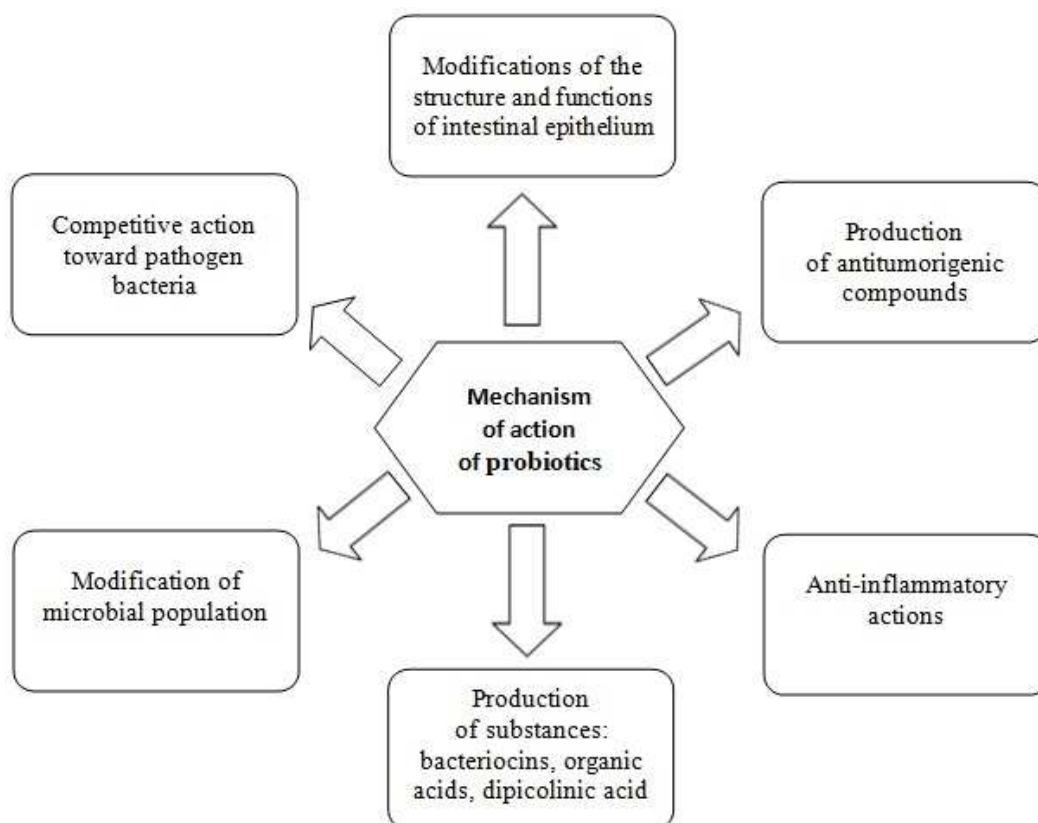 Modifications of the
structure and functions
of intestinal epithelium
Competitive action
toward pathogen
bacteria
Production
of antitumorigenic
compounds
Mechanism
of action
of probiotics
Modification of
microbial population
Anti-inflammatory
actions
Production
of substances:
bacteriocins, organic
acids, dipicolinic acid